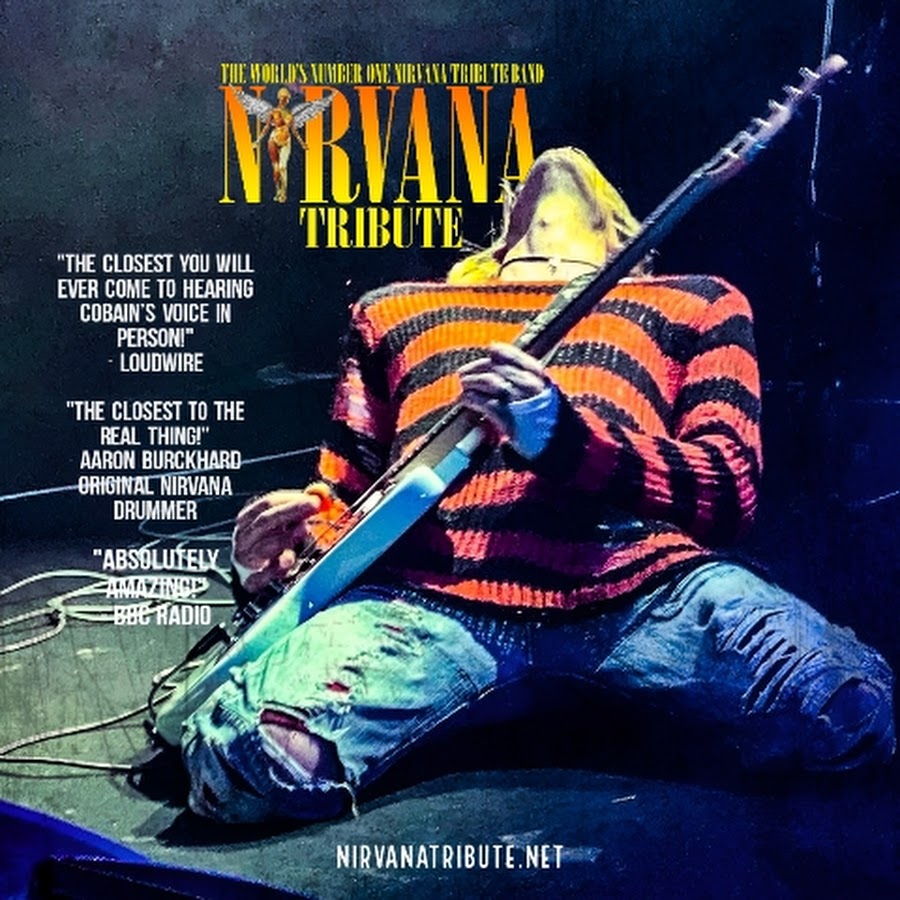 THE WORLD'S NUMBER ONE NIRVANA TRIBUTE BAND
NIRVANA
TRIBUTE
"THE CLOSEST YOU WILL
EVER COME TO HEARING
COBAIN'S VOICE IN
PERSON!"
- LOUDWIRE
"THE CLOSEST TO THE
REAL THING!"
AARON BURCKHARD
ORIGINAL NIRVANA
DRUMMER
"ABSOLUTELY
AMAZING!"
- BBC RADIO
NIRVANATRIBUTE.NET